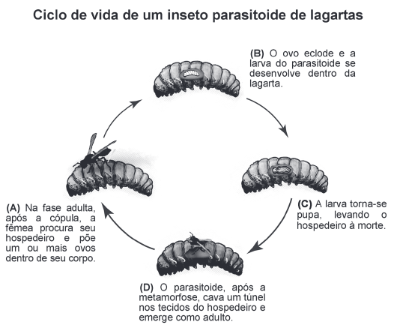 Ciclo de vida de um inseto parasitoide de lagartas
(B) O ovo eclode e a
larva do parasitoide se
desenvolve dentro da
lagarta.
(A) Na fase adulta,
após a cópula, a
fêmea procura seu
hospedeiro e põe
um ou mais ovos
dentro de seu corpo.
(C) A larva torna-se
pupa, levando o
hospedeiro à morte.
(D) O parasitoide, após a
metamorfose, cava um túnel
nos tecidos do hospedeiro e
emerge como adulto.